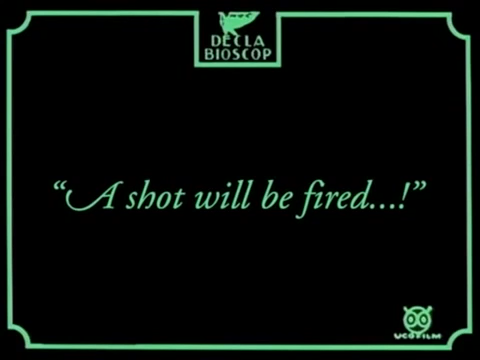 DECLA
BIOSCOP
“A shot will be fired...!”
UCOFILM